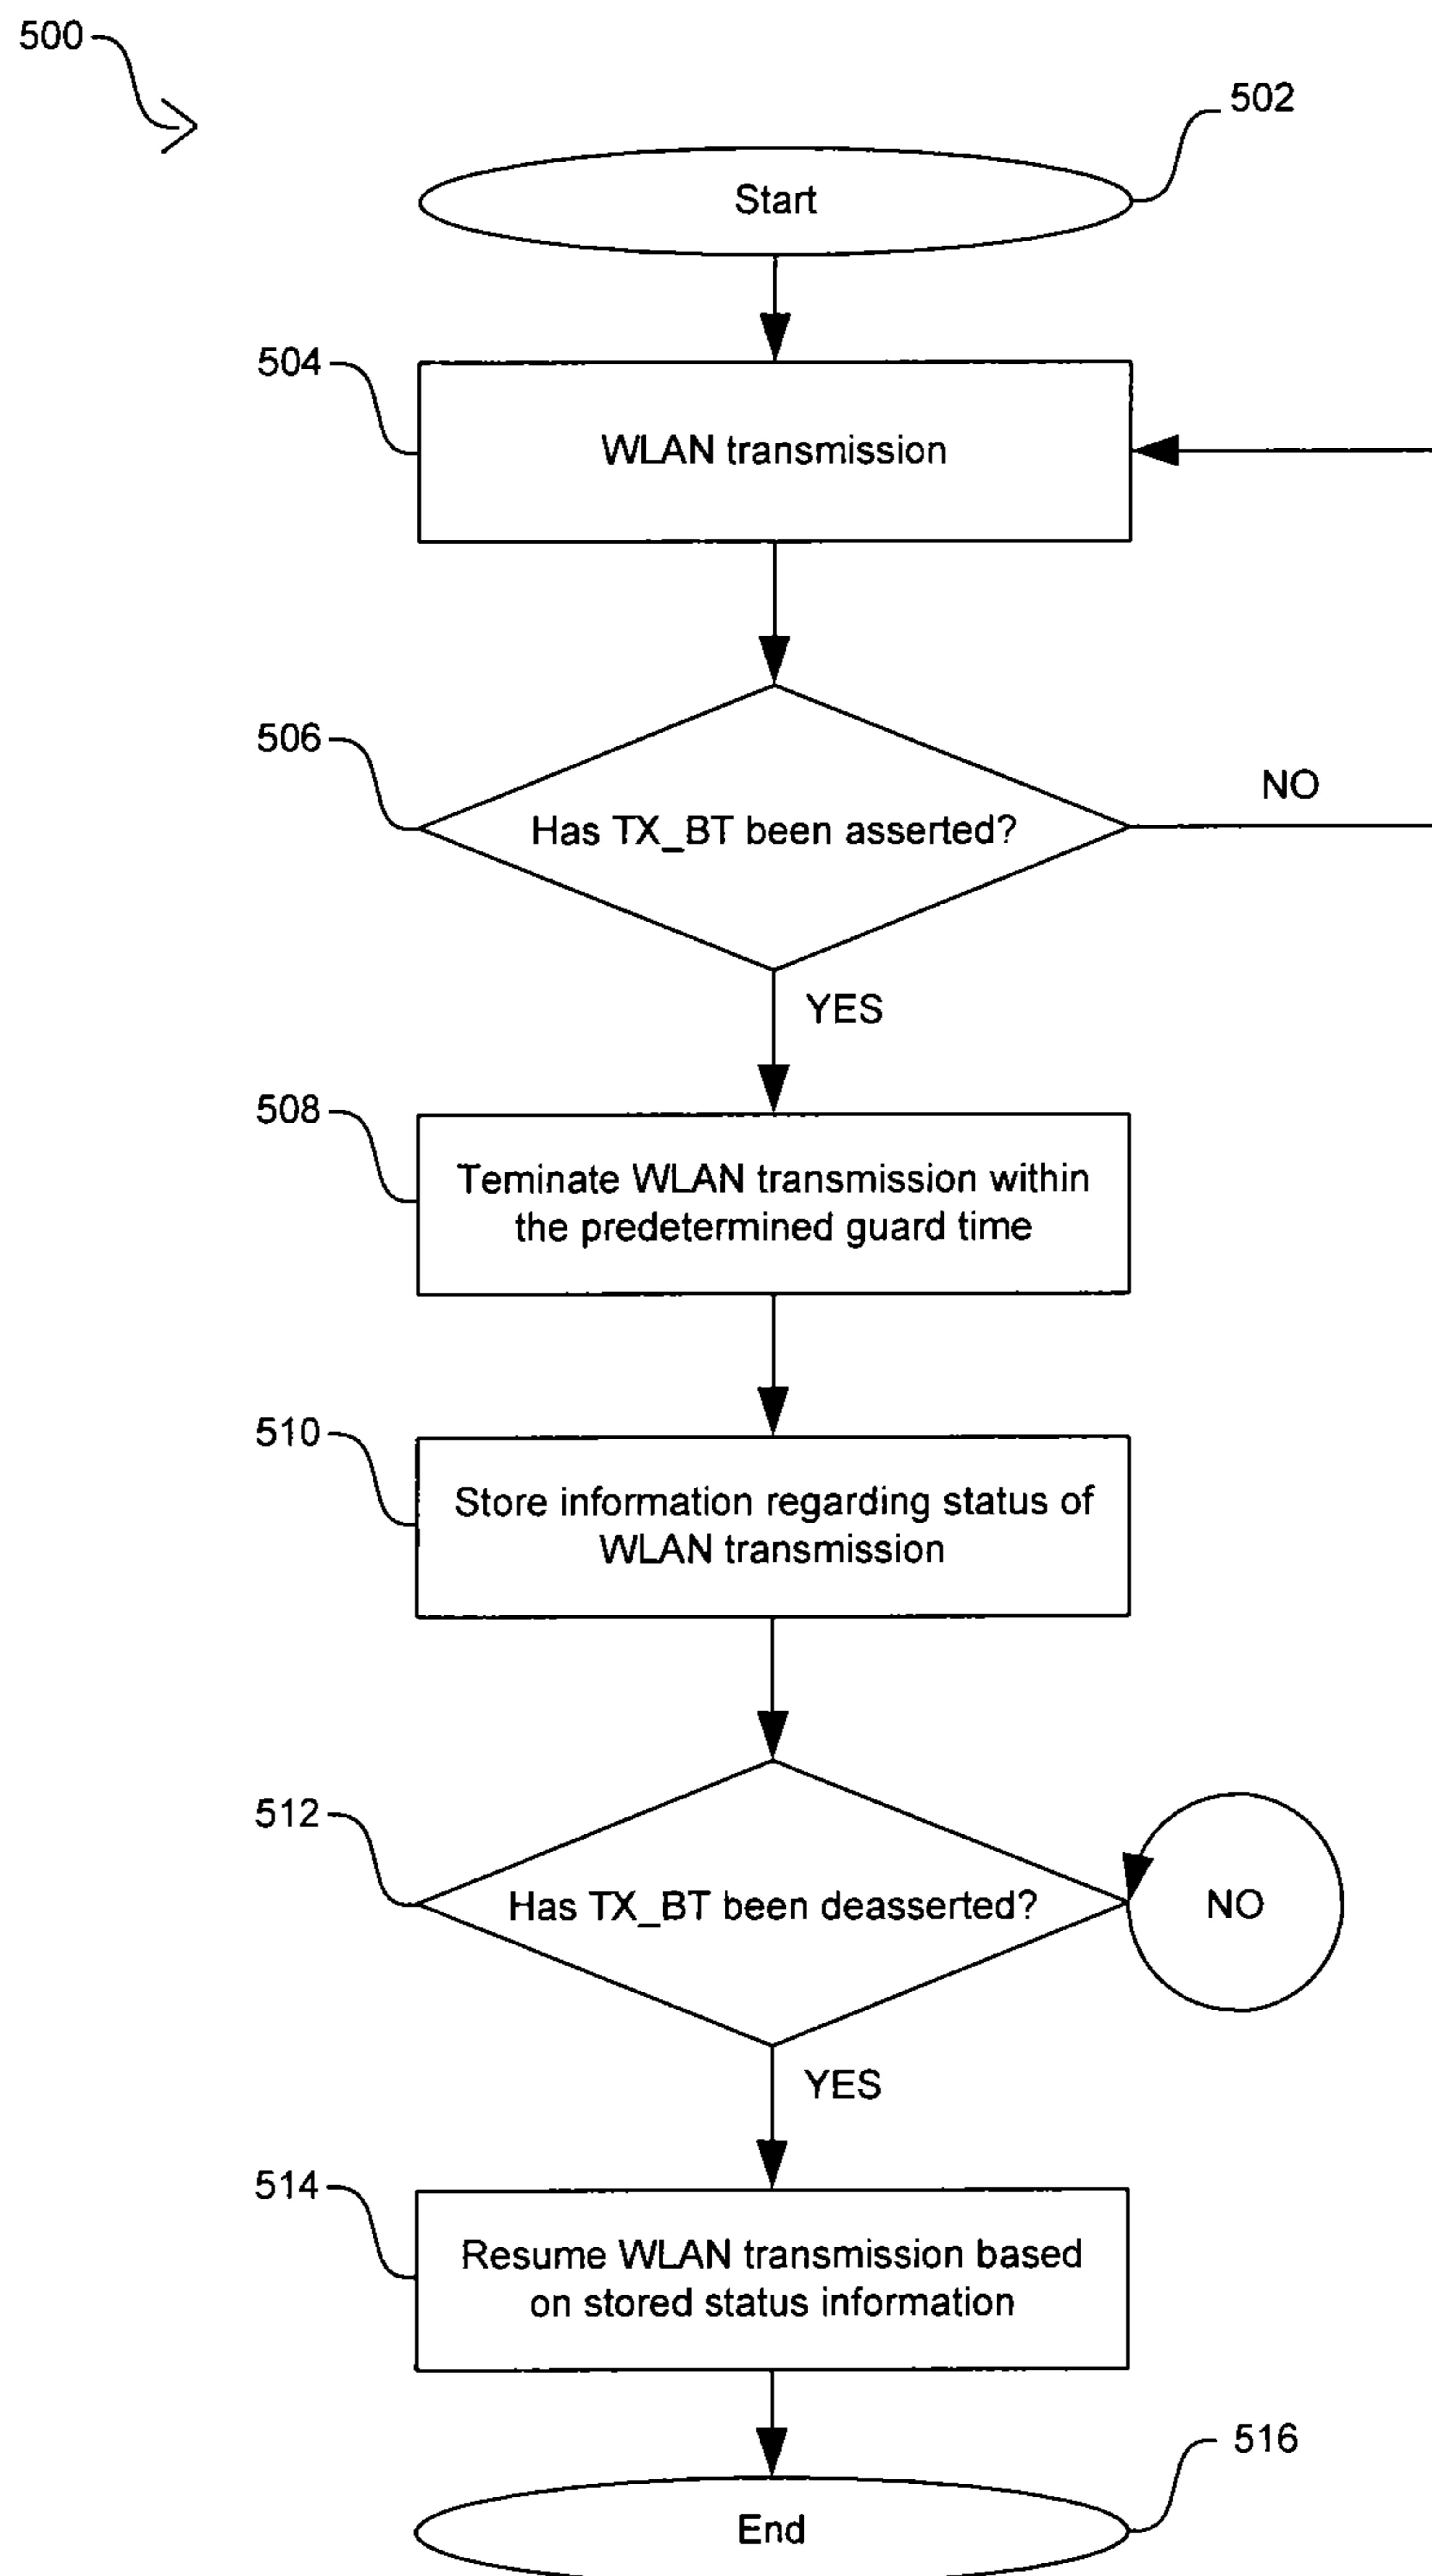 500
502
Start
504
WLAN transmission
506
Has TX_BT been asserted?
NO
YES
508
Teminate WLAN transmission within
the predetermined guard time
510
Store information regarding status of
WLAN transmission
512
Has TX_BT been deasserted?
NO
YES
514
Resume WLAN transmission based
on stored status information
516
End